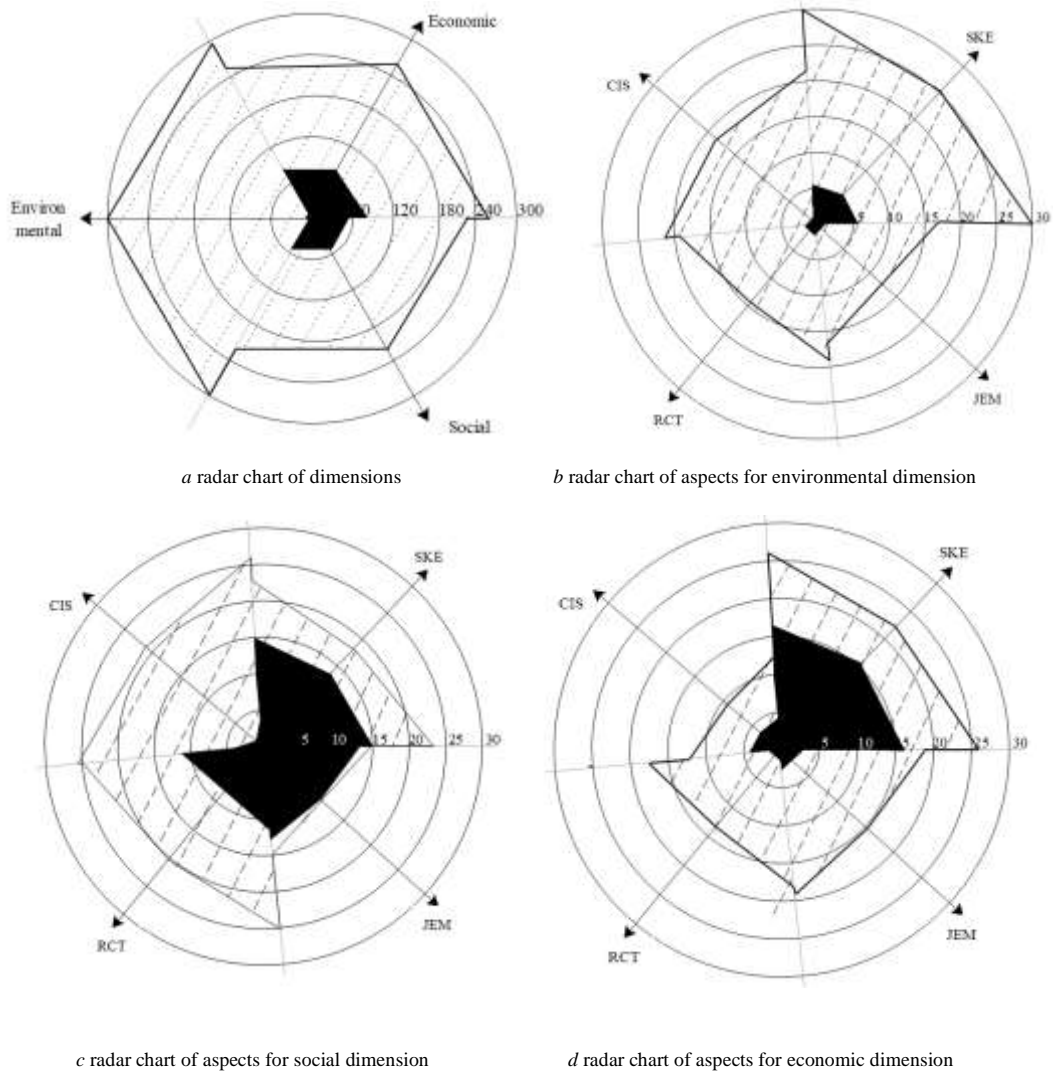 Economic
Environ
mental
120 180 240 300
Social
a radar chart of dimensions
SKE
CIS
5 10 15 20 25 30
RCT
JEM
b radar chart of aspects for environmental dimension
SKE
CIS
5 10 15 20 25 30
RCT
JEM
c radar chart of aspects for social dimension
SKE
CIS
5 10 15 20 25 30
RCT
JEM
d radar chart of aspects for economic dimension